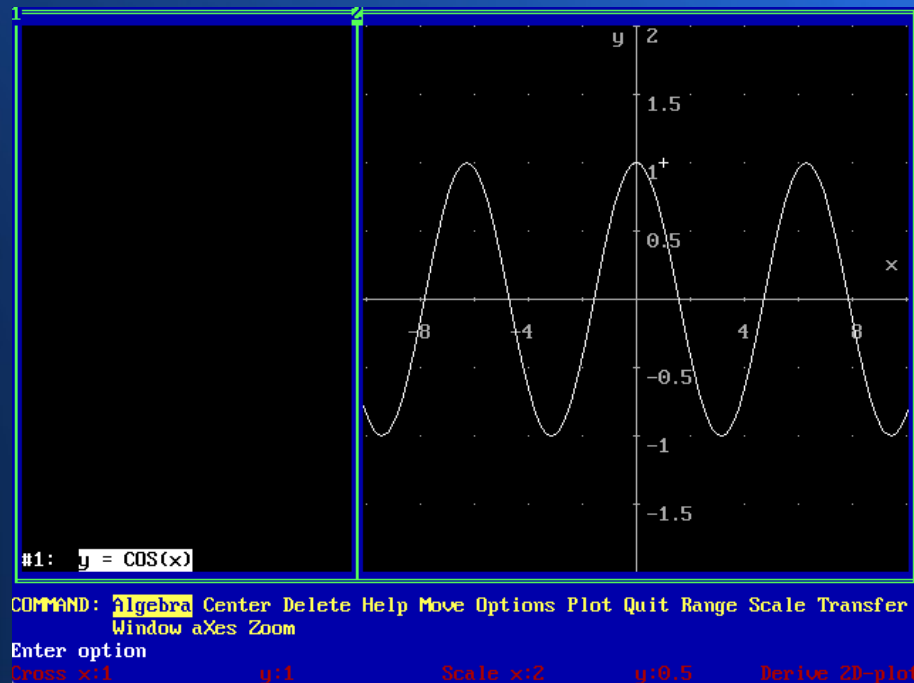 1 2
y 2
1.5
1
0.5
x
-8 -4 4 8
-0.5
-1
-1.5
#1: y = COS(x)
COMMAND: Algebra Center Delete Help Move Options Plot Quit Range Scale Transfer
Window aXes Zoom
Enter option
Cross x:1 y:1 Scale x:2 y:0.5 Derive 2D-plot